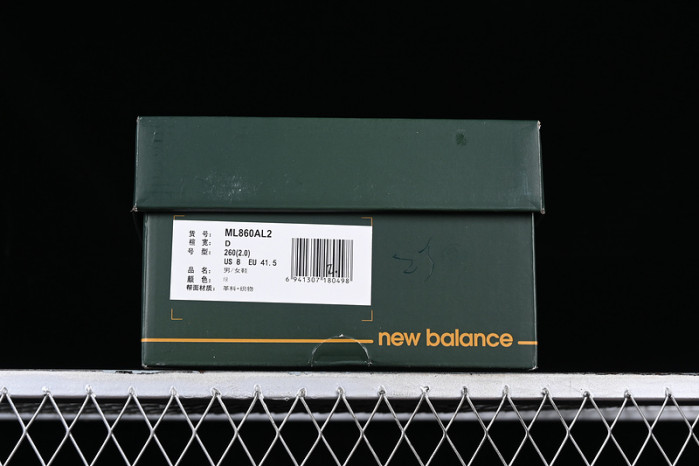 货 号: ML860AL2
楦 宽: D
号 型: 260(2.0)
US 8 EU 41.5
品 名: 男/女鞋
颜 色:
帮面材质: 革料+织物
6 941307 180498
new balance